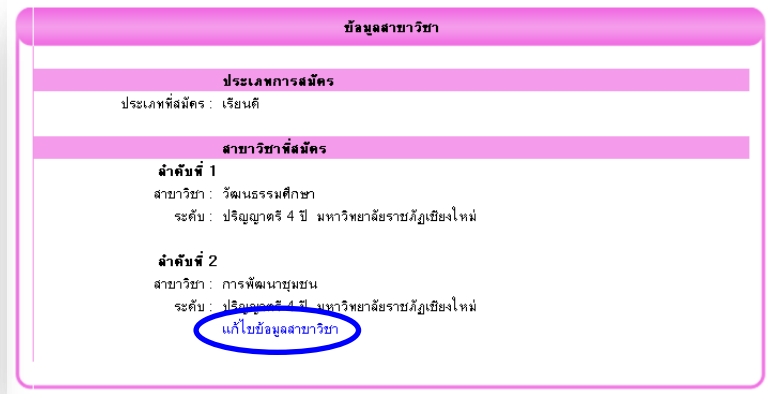 ข้อมูลสาขาวิชา
ประเภทการสมัคร
ประเภทที่สมัคร : เรียนดี
สาขาวิชาที่สมัคร
ลำดับที่ 1
สาขาวิชา : วัฒนธรรมศึกษา
ระดับ : ปริญญาตรี 4 ปี มหาวิทยาลัยราชภัฏเชียงใหม่
ลำดับที่ 2
สาขาวิชา : การพัฒนาชุมชน
ระดับ : ปริญญาตรี 4 ปี มหาวิทยาลัยราชภัฏเชียงใหม่
แก้ไขข้อมูลสาขาวิชา